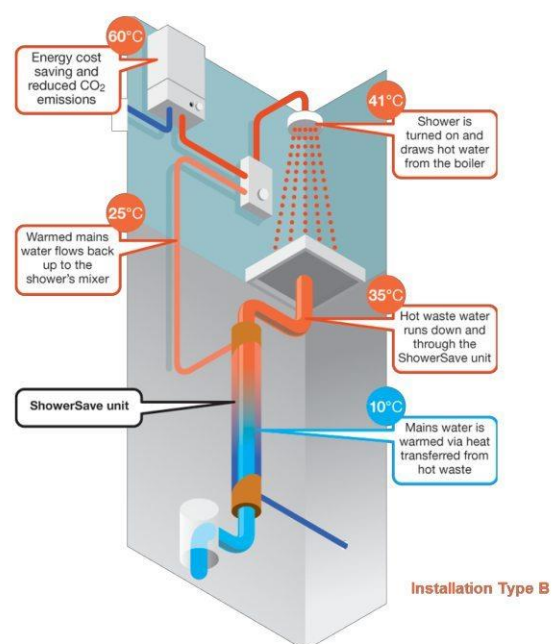 60°C
Energy cost
saving and
reduced CO₂
emissions
41°C
Shower is
turned on and
draws hot water
from the boiler
25°C
Warmed mains
water flows back
up to the
shower's mixer
35°C
Hot waste water
runs down and
through the
ShowerSave unit
ShowerSave unit
10°C
Mains water is
warmed via heat
transferred from
hot waste
Installation Type B